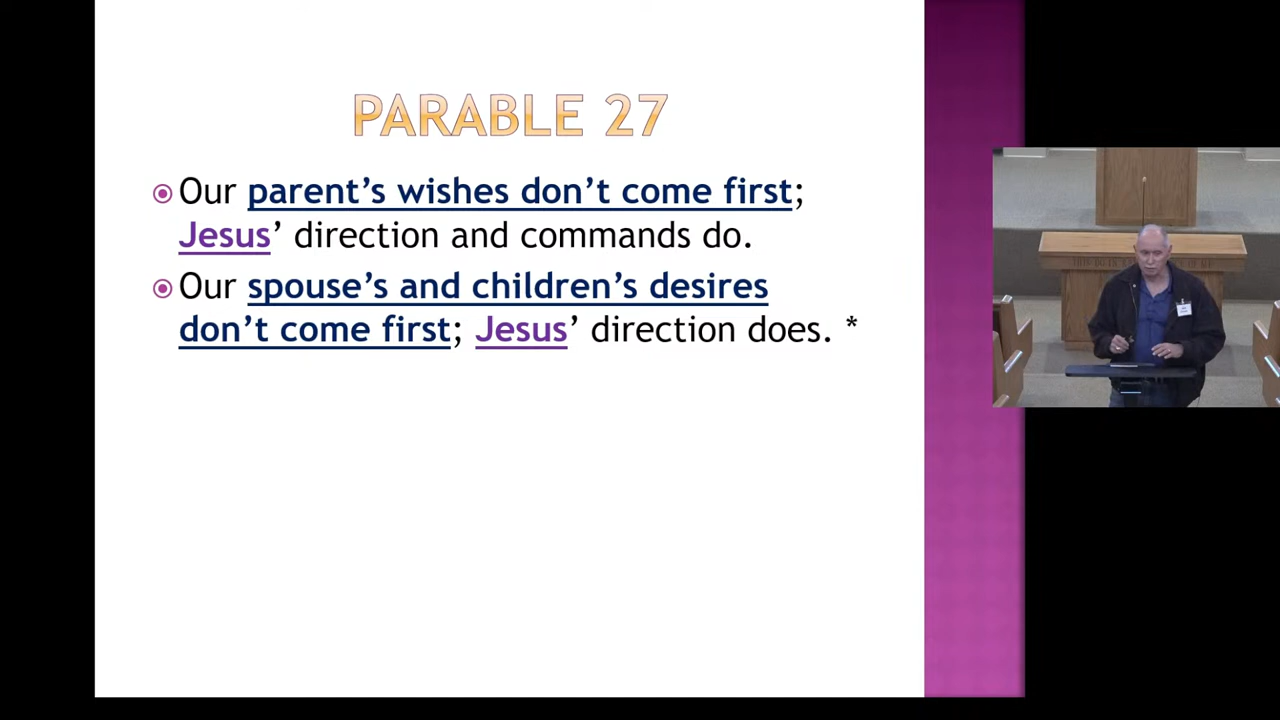 PARABLE 27
Our parent's wishes don't come first;
Jesus' direction and commands do.
Our spouse's and children's desires
don't come first; Jesus' direction does. *